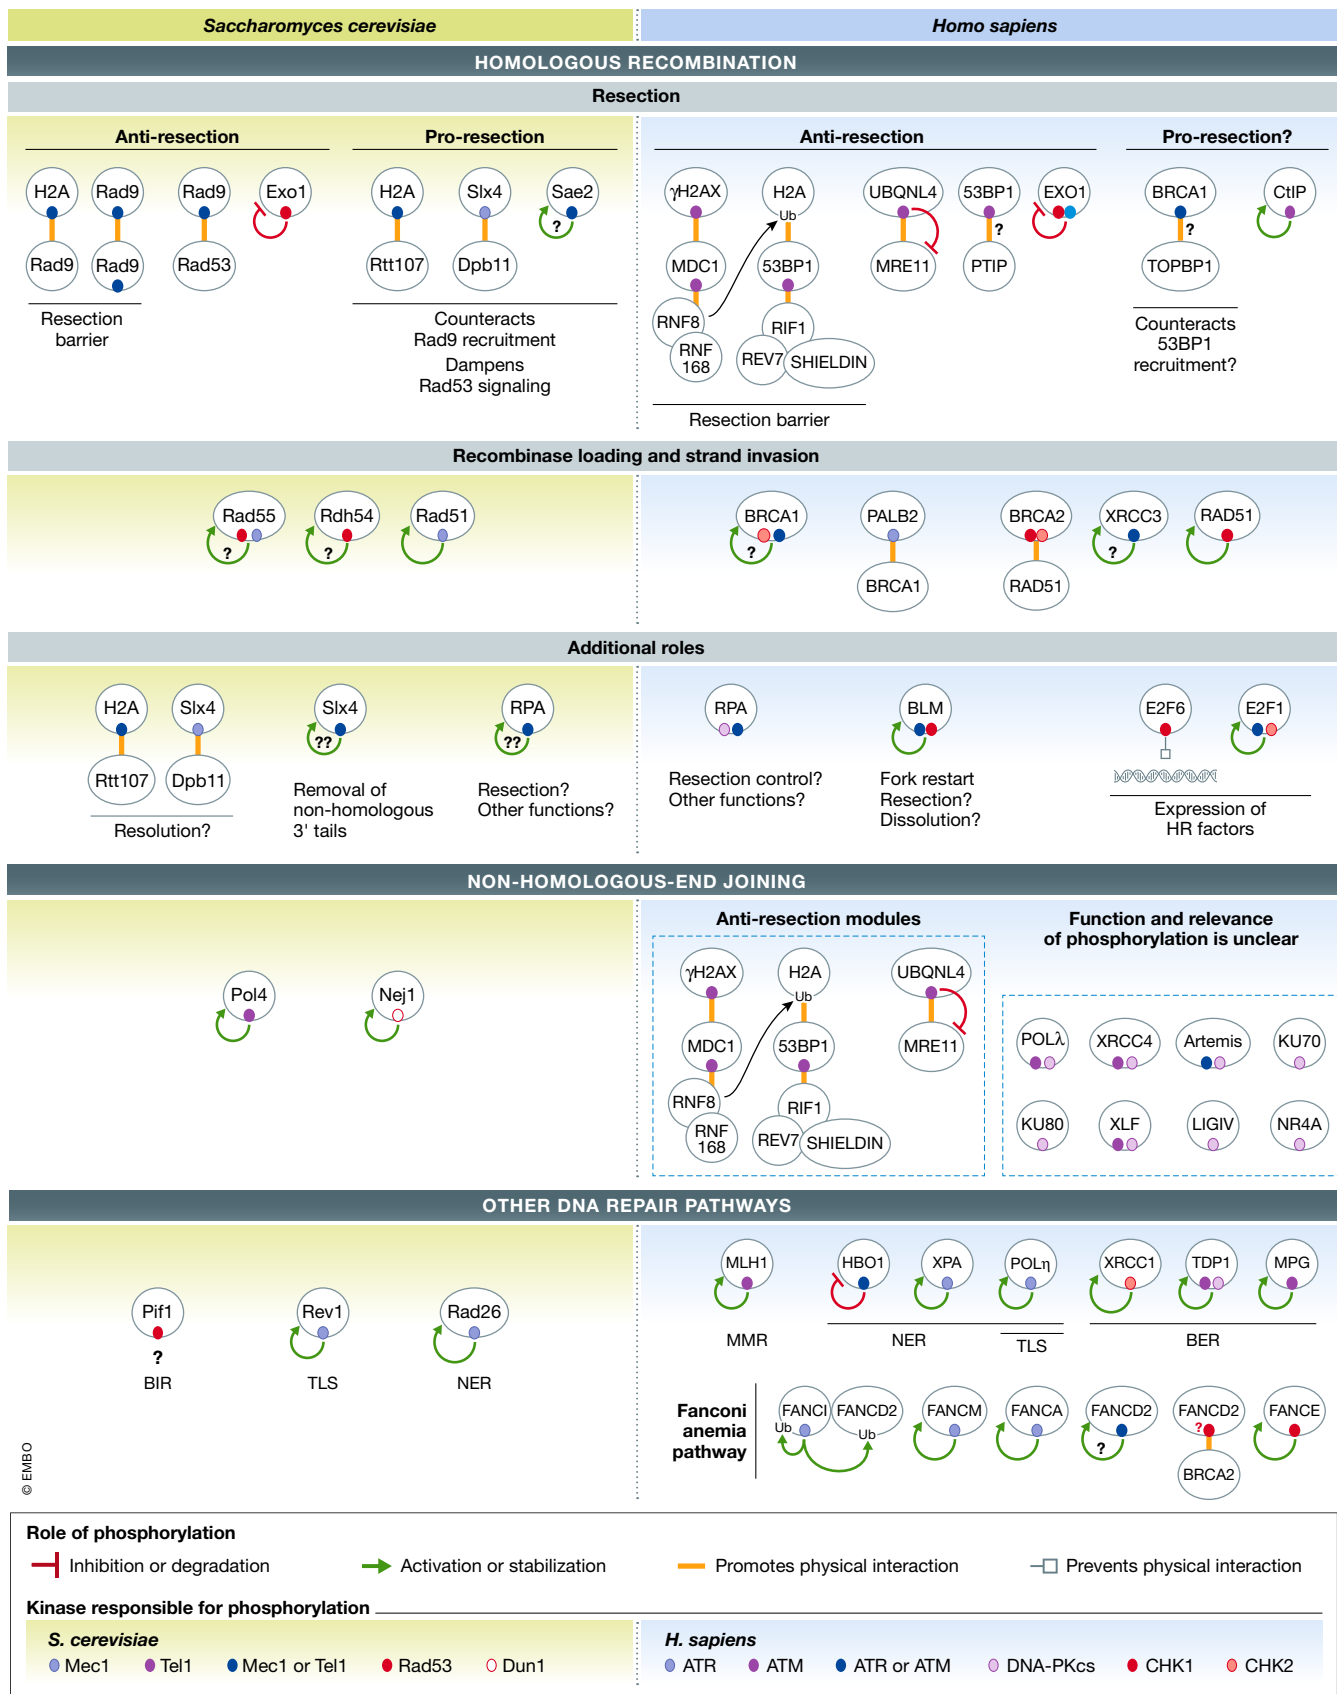 Saccharomyces cerevisiae
Homo sapiens
HOMOLOGOUS RECOMBINATION
Resection
Anti-resection
Pro-resection
Anti-resection
Pro-resection?
H2A
Rad9
Rad9
Exo1
H2A
Slx4
Sae2
?
Rad9
Rad9
Rad53
Rtt107
Dpb11
Resection
barrier
Counteracts
Rad9 recruitment
Dampens
Rad53 signaling
γH2AX
H2A
Ub
UBQNL4
53BP1
?
EXO1
BRCA1
?
CtIP
MDC1
53BP1
MRE11
PTIP
TOPBP1
RNF8
RNF
168
RIF1
REV7
SHIELDIN
Resection barrier
Counteracts
53BP1
recruitment?
Recombinase loading and strand invasion
Rad55
?
Rdh54
?
Rad51
BRCA1
?
PALB2
BRCA2
XRCC3
?
RAD51
BRCA1
RAD51
Additional roles
H2A
Slx4
Slx4
??
RPA
??
Rtt107
Dpb11
Resolution?
Removal of
non-homologous
3' tails
Resection?
Other functions?
RPA
BLM
E2F6
E2F1
Resection control?
Other functions?
Fork restart
Resection?
Dissolution?
Expression of
HR factors
NON-HOMOLOGOUS-END JOINING
Pol4
Nej1
Anti-resection modules
Function and relevance
of phosphorylation is unclear
γH2AX
H2A
Ub
UBQNL4
MDC1
53BP1
MRE11
RNF8
RNF
168
RIF1
REV7
SHIELDIN
POLλ
XRCC4
Artemis
KU70
KU80
XLF
LIGIV
NR4A
OTHER DNA REPAIR PATHWAYS
Pif1
?
BIR
Rev1
TLS
Rad26
NER
MLH1
HBO1
XPA
POLη
XRCC1
TDP1
MPG
MMR
NER
TLS
BER
Fanconi
anemia
pathway
FANCI
Ub
FANCD2
Ub
FANCM
FANCA
FANCD2
?
FANCD2
?
BRCA2
FANCE
© EMBO
Role of phosphorylation
Inhibition or degradation
Activation or stabilization
Promotes physical interaction
Prevents physical interaction
Kinase responsible for phosphorylation
S. cerevisiae
H. sapiens
Mec1
Tel1
Mec1 or Tel1
Rad53
Dun1
ATR
ATM
ATR or ATM
DNA-PKcs
CHK1
CHK2